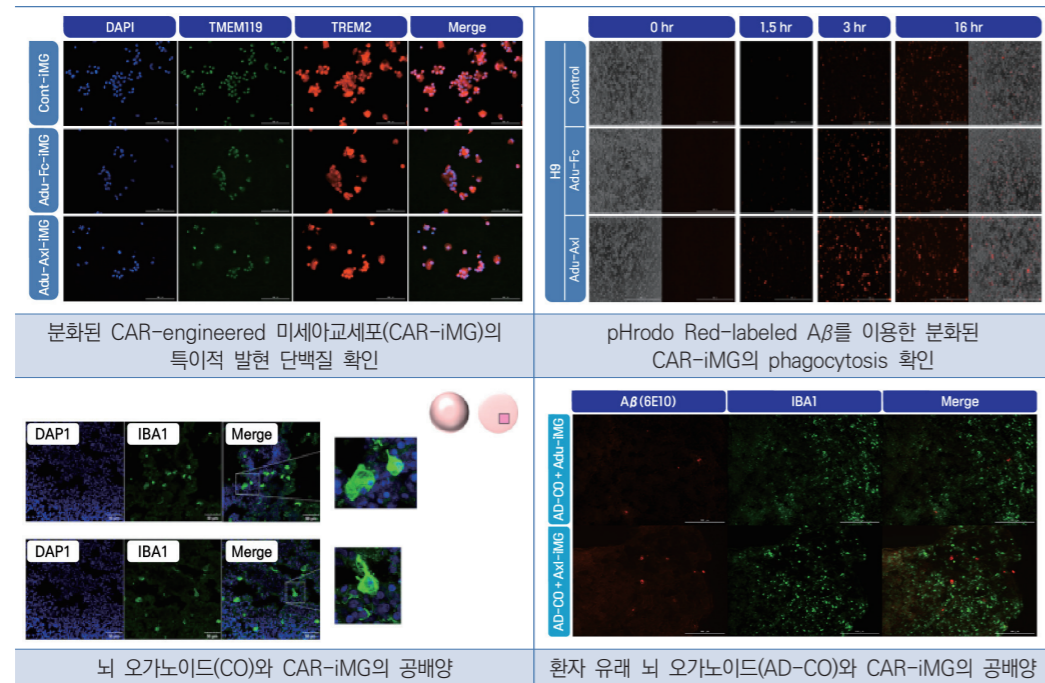 DAPI TMEM119 TREM2 Merge
Cont-iMG
Adu-Fc-iMG
Adu-Axl-iMG
분화된 CAR-engineered 미세아교세포(CAR-iMG)의
특이적 발현 단백질 확인
0 hr 1.5 hr 3 hr 16 hr
H9
Control
Adu-Fc
Adu-Axl
pHrodo Red-labeled Aβ를 이용한 분화된
CAR-iMG의 phagocytosis 확인
DAP1 IBA1 Merge
DAP1 IBA1 Merge
뇌 오가노이드(CO)와 CAR-iMG의 공배양
Aβ(6E10) IBA1 Merge
AD-CO + Adu-iMG
AD-CO + Axl-iMG
환자 유래 뇌 오가노이드(AD-CO)와 CAR-iMG의 공배양